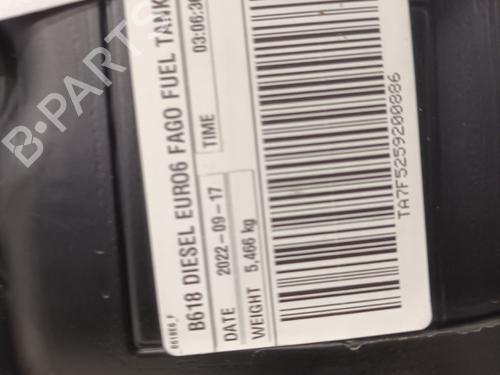 B618 DIESEL EURO6 FAGO FUEL TANK
DATE 2022-09-17 TIME 03:06:3
WEIGHT 5,466 kg
TA7F5259200886
B618E6_F
B-PARTS